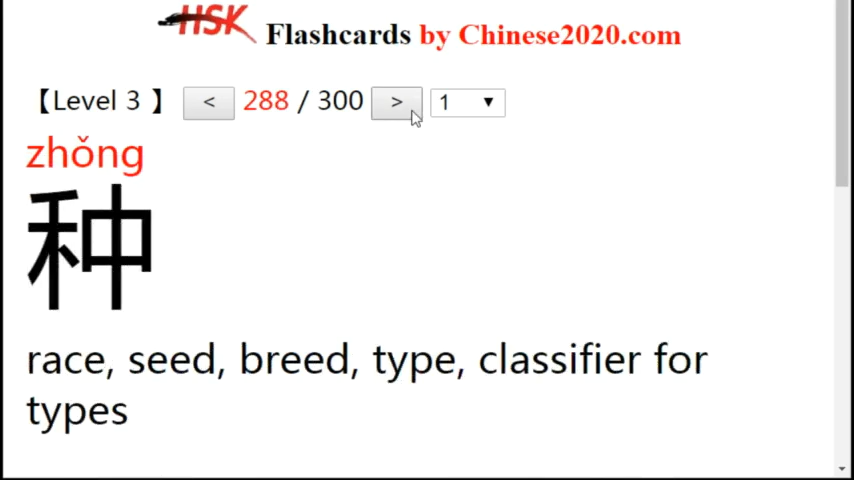 HSK Flashcards by Chinese2020.com
【Level 3 】 < 288 / 300 > 1 ▼
zhǒng
种
race, seed, breed, type, classifier for
types